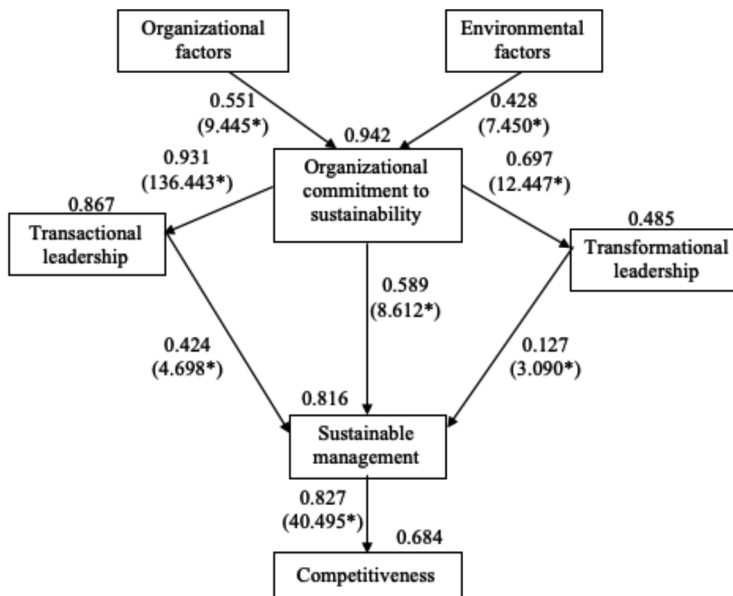 Organizational
factors
Environmental
factors
0.551
(9.445*)
0.428
(7.450*)
0.942
0.931
(136.443*)
Organizational
commitment to
sustainability
0.697
(12.447*)
0.867
Transactional
leadership
0.485
Transformational
leadership
0.589
(8.612*)
0.424
(4.698*)
0.127
(3.090*)
0.816
Sustainable
management
0.827
(40.495*)
0.684
Competitiveness